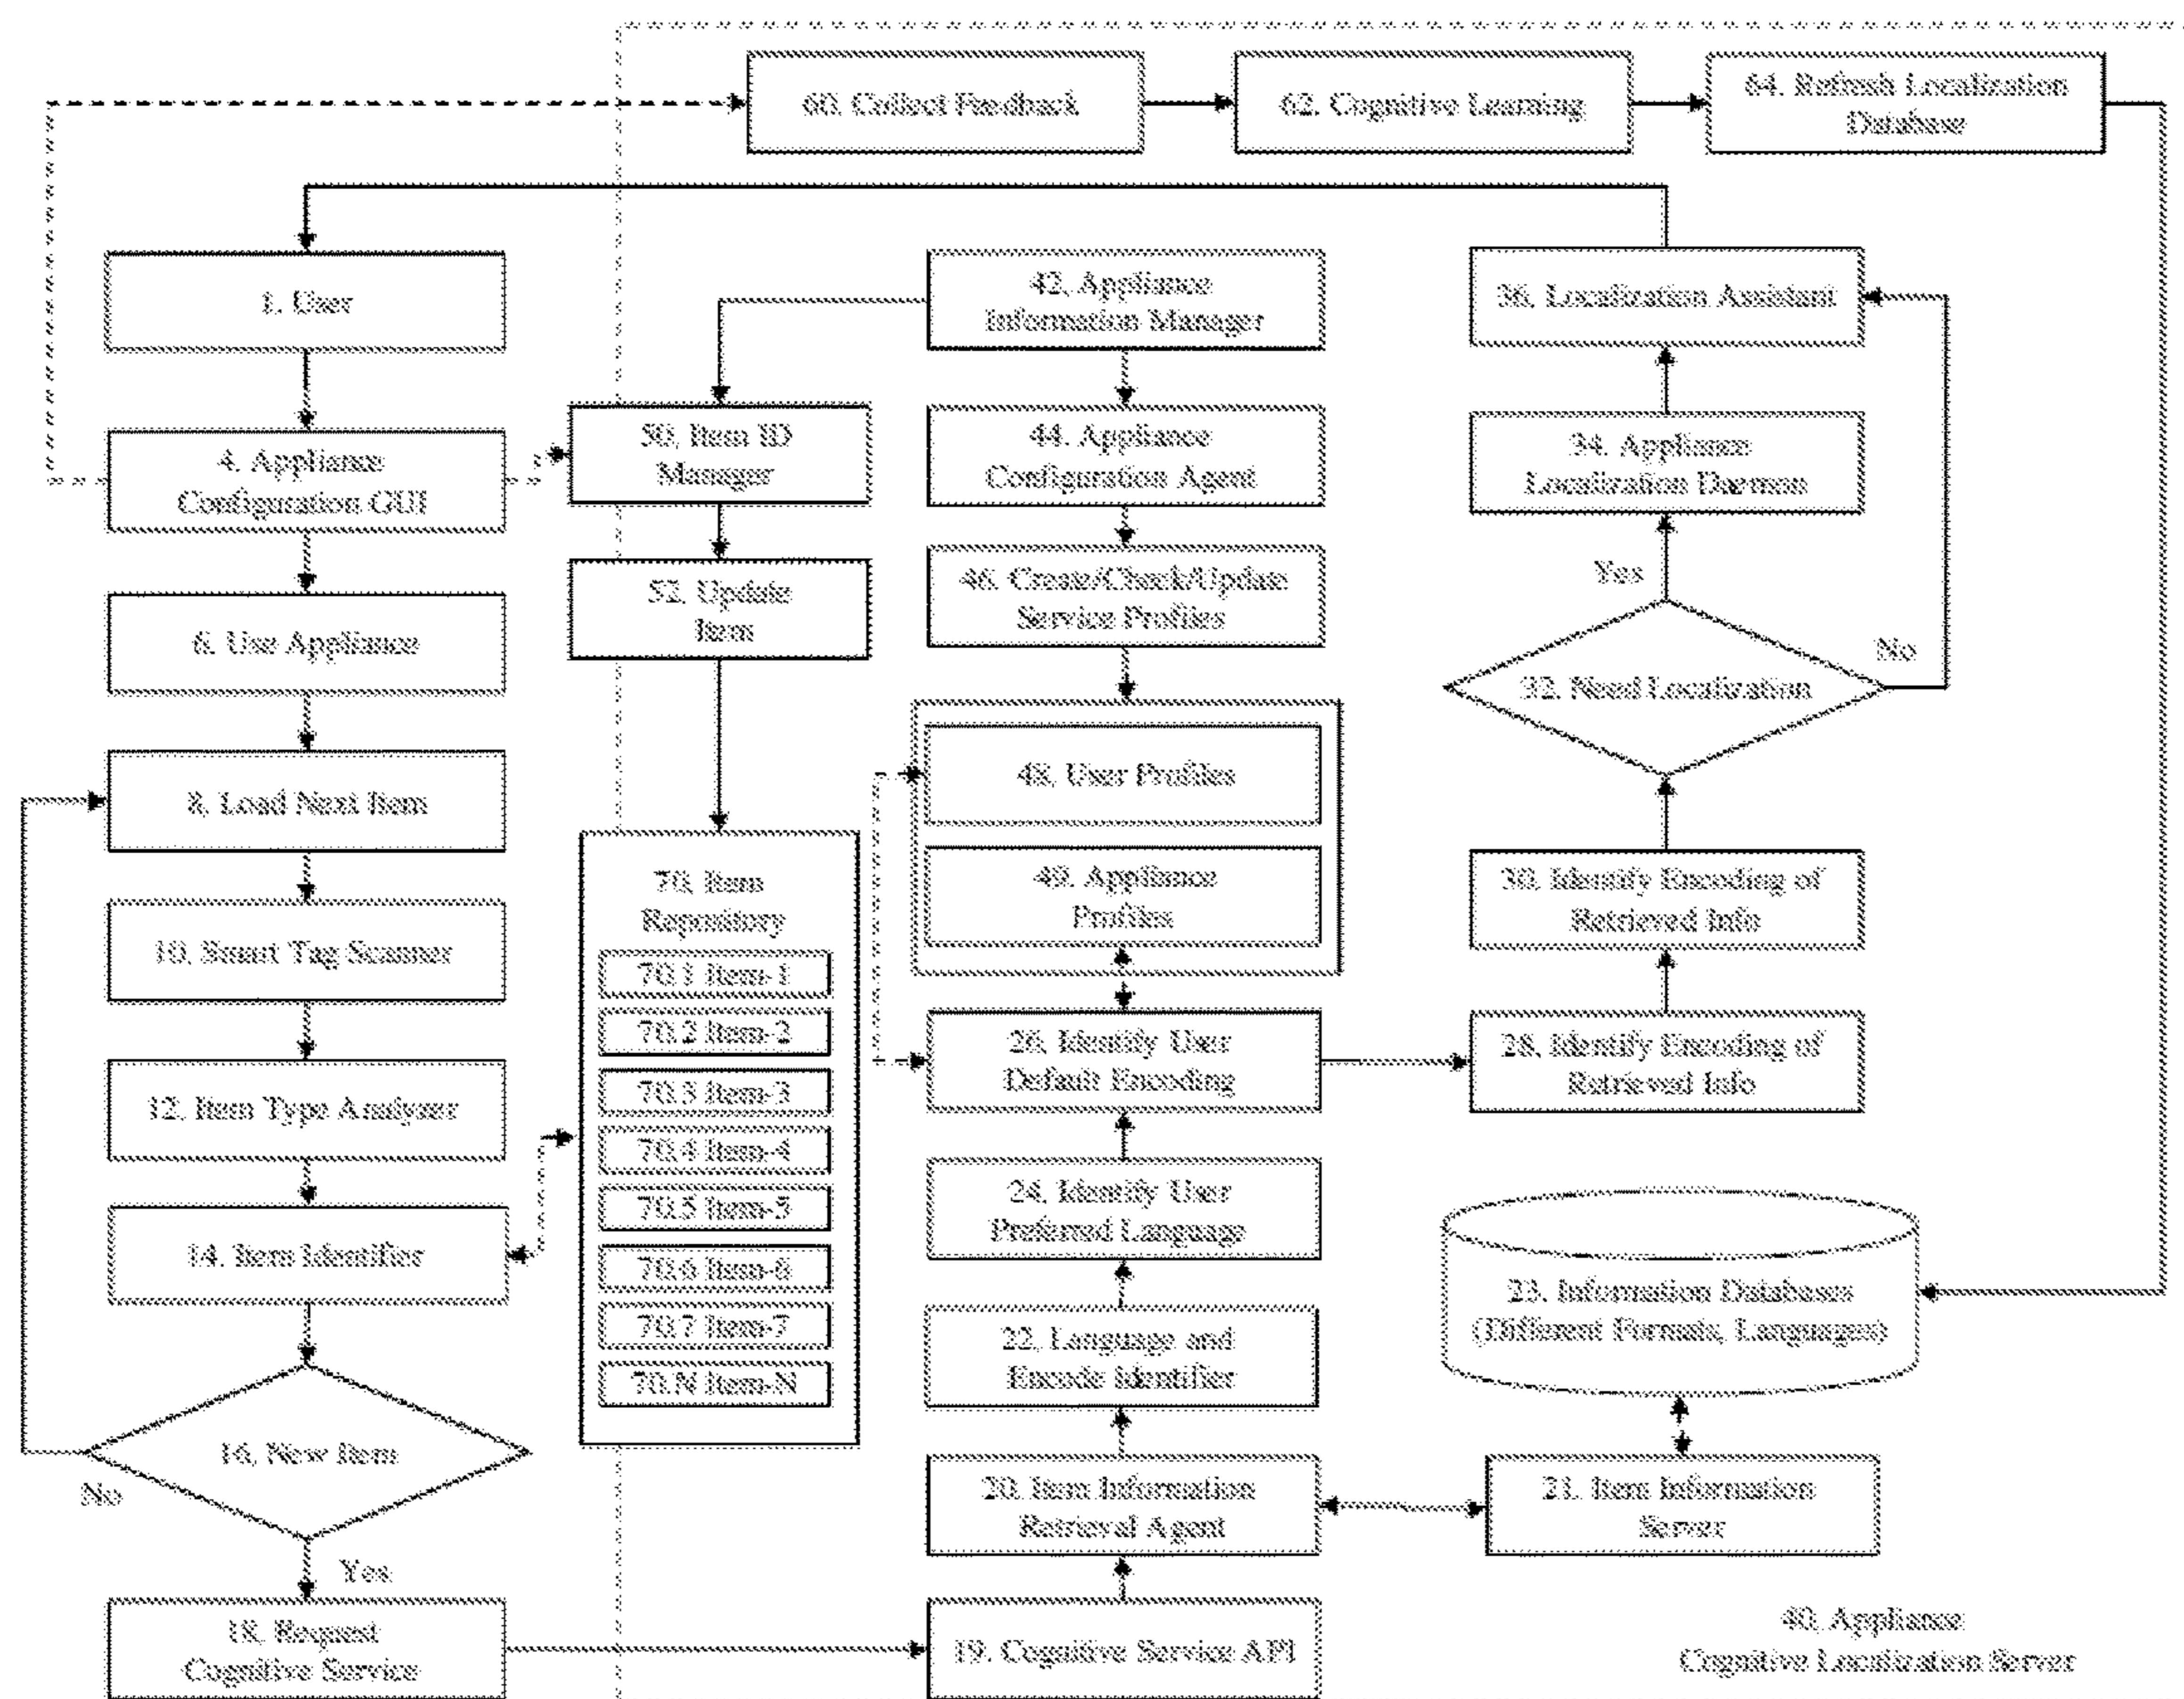 60. Collect Feedback
62. Cognitive Learning
64. Refresh Localization
Database
1. User
42. Appliance
Information Manager
36. Localization Assistant
4. Appliance
Configuration GUI
50. Item ID
Manager
44. Appliance
Configuration Agent
34. Appliance
Localization Daemon
6. Use Appliance
52. Update
Item
46. Create/Check/Update
Service Profiles
Yes
No
32. Need Localization
8. Load Next Item
48. User Profiles
49. Appliance
Profiles
10. Smart Tag Scanner
70. Item
Repository
70.1 Item-1
70.2 Item-2
70.3 Item-3
70.4 Item-4
70.5 Item-5
70.6 Item-6
70.7 Item-7
70.N Item-N
30. Identify Encoding of
Retrieved Info
12. Item Type Analyzer
26. Identify User
Default Encoding
28. Identify Encoding of
Retrieved Info
14. Item Identifier
24. Identify User
Preferred Language
23. Information Databases
(Different Formats, Languages)
22. Language and
Encode Identifier
16. New Item
No
Yes
20. Item Information
Retrieval Agent
21. Item Information
Server
18. Request
Cognitive Service
19. Cognitive Service API
40. Appliance
Cognitive Localization Server